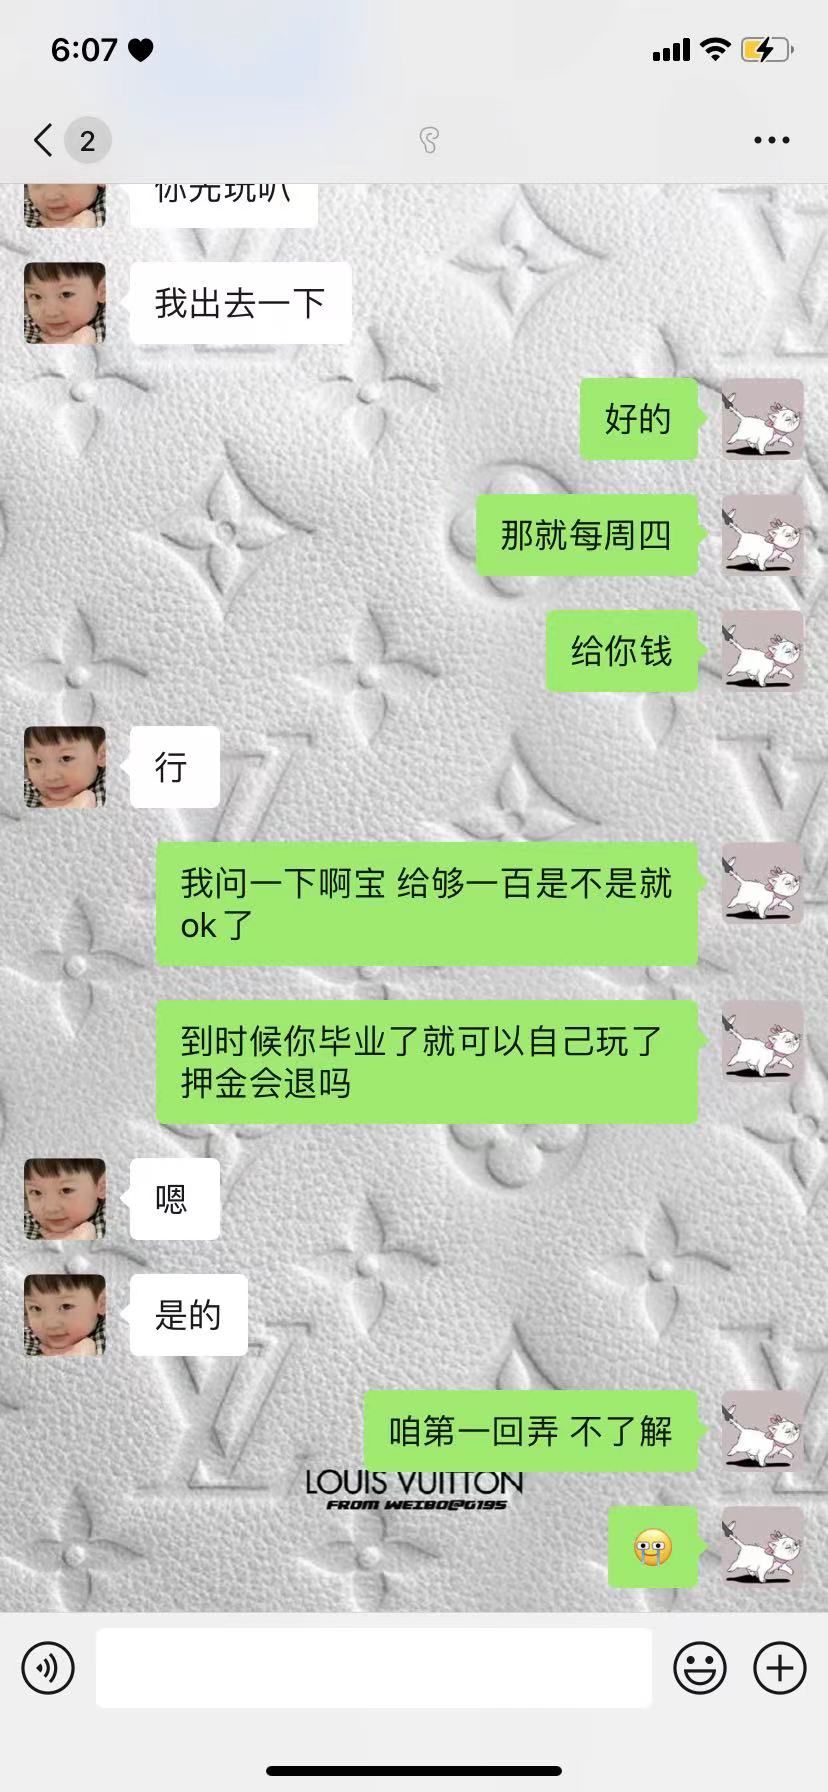 6:07
2
你先玩叭
我出去一下
好的
那就每周四
给你钱
行
我问一下啊宝 给够一百是不是就
ok了
到时候你毕业了就可以自己玩了
押金会退吗
嗯
是的
咱第一回弄 不了解
LOUIS VUITTON
FROM WEIBO@G195